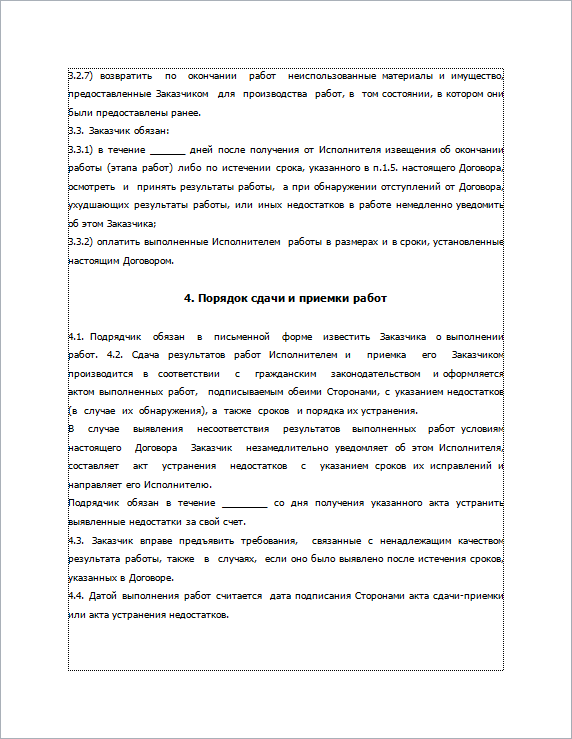 3.2.7) возвратить по окончании работ неиспользованные материалы и имущество,
предоставленные Заказчиком для производства работ, в том состоянии, в котором они
были предоставлены ранее.
3.3. Заказчик обязан:
3.3.1) в течение _______ дней после получения от Исполнителя извещения об окончании
работы (этапа работ) либо по истечении срока, указанного в п.1.5. настоящего Договора,
осмотреть и принять результаты работы, а при обнаружении отступлений от Договора,
ухудшающих результаты работы, или иных недостатков в работе немедленно уведомить
об этом Заказчика;
3.3.2) оплатить выполненные Исполнителем работы в размерах и в сроки, установленные
настоящим Договором.
4. Порядок сдачи и приемки работ
4.1. Подрядчик обязан в письменной форме известить Заказчика о выполнении
работ. 4.2. Сдача результатов работ Исполнителем и приемка его Заказчиком
производится в соответствии с гражданским законодательством и оформляется
актом выполненных работ, подписываемым обеими Сторонами, с указанием недостатков
(в случае их обнаружения), а также сроков и порядка их устранения.
В случае выявления несоответствия результатов выполненных работ условиям
настоящего Договора Заказчик незамедлительно уведомляет об этом Исполнителя,
составляет акт устранения недостатков с указанием сроков их исправлений и
направляет его Исполнителю.
Подрядчик обязан в течение _________ со дня получения указанного акта устранить
выявленные недостатки за свой счет.
4.3. Заказчик вправе предъявить требования, связанные с ненадлежащим качеством
результата работы, также в случаях, если оно было выявлено после истечения сроков,
указанных в Договоре.
4.4. Датой выполнения работ считается дата подписания Сторонами акта сдачи-приемки
или акта устранения недостатков.